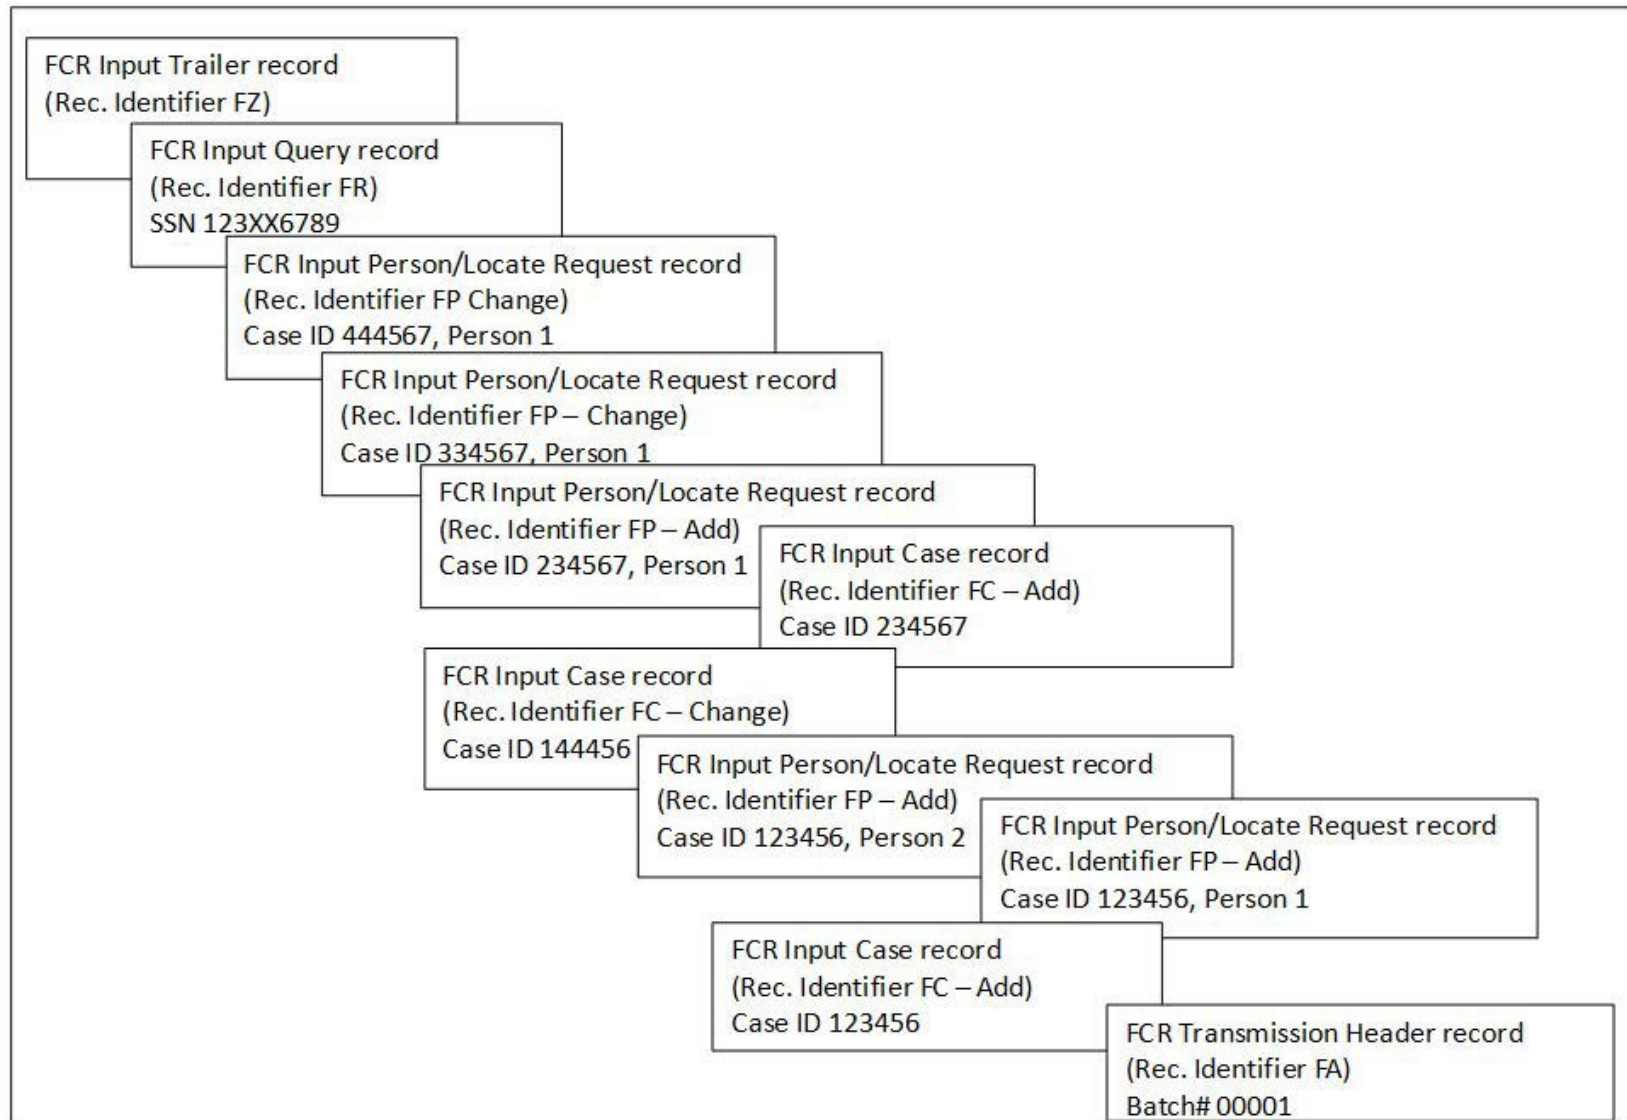 FCR Input Trailer record
(Rec. Identifier FZ)
FCR Input Query record
(Rec. Identifier FR)
SSN 123XX6789
FCR Input Person/Locate Request record
(Rec. Identifier FP Change)
Case ID 444567, Person 1
FCR Input Person/Locate Request record
(Rec. Identifier FP – Change)
Case ID 334567, Person 1
FCR Input Person/Locate Request record
(Rec. Identifier FP – Add)
Case ID 234567, Person 1
FCR Input Case record
(Rec. Identifier FC – Add)
Case ID 234567
FCR Input Case record
(Rec. Identifier FC – Change)
Case ID 144456
FCR Input Person/Locate Request record
(Rec. Identifier FP – Add)
Case ID 123456, Person 2
FCR Input Person/Locate Request record
(Rec. Identifier FP – Add)
Case ID 123456, Person 1
FCR Input Case record
(Rec. Identifier FC – Add)
Case ID 123456
FCR Transmission Header record
(Rec. Identifier FA)
Batch# 00001